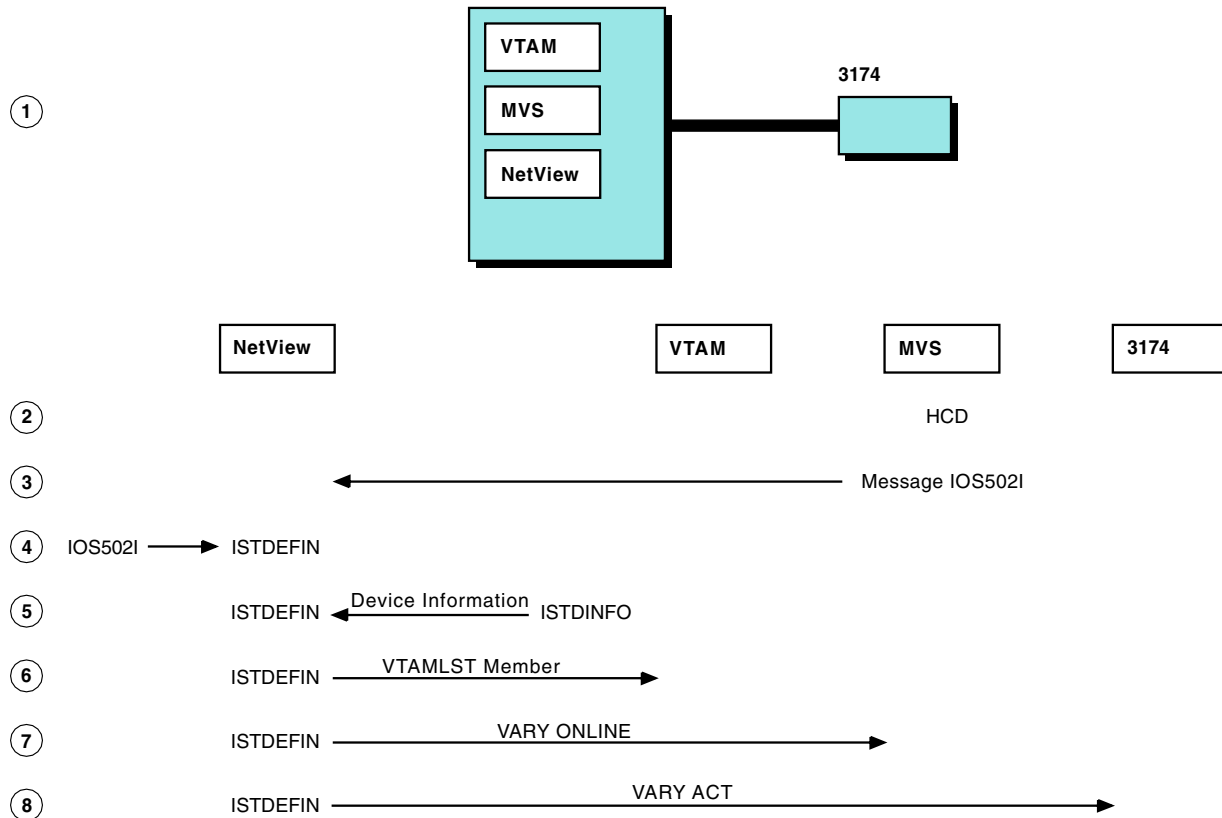 VTAM
3174
MVS
1
NetView
NetView VTAM MVS 3174
2 HCD
3 Message IOS502I
4 IOS502I ISTDEFIN
5 ISTDEFIN Device Information ISTDINFO
6 ISTDEFIN VTAMLST Member
7 ISTDEFIN VARY ONLINE
8 ISTDEFIN VARY ACT